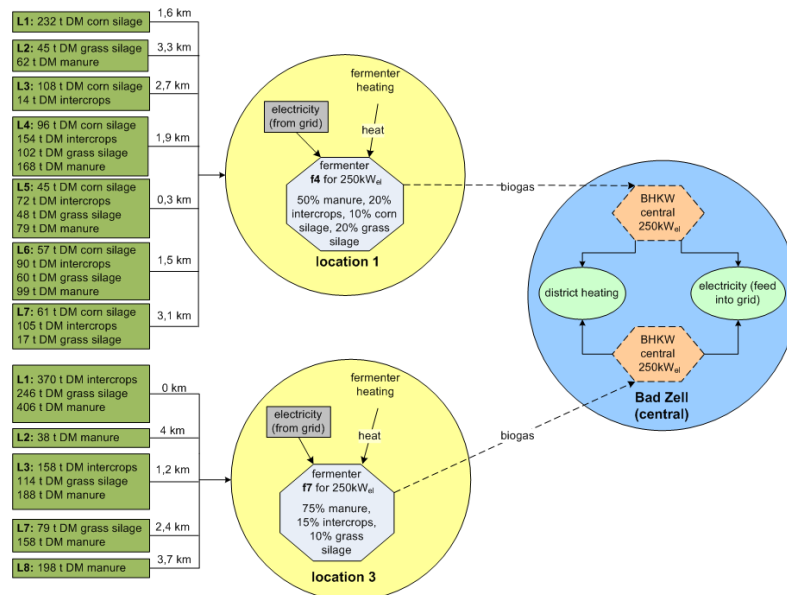 L1: 232 t DM corn silage
1,6 km
L2: 45 t DM grass silage
62 t DM manure
3,3 km
L3: 108 t DM corn silage
14 t DM intercrops
2,7 km
L4: 96 t DM corn silage
154 t DM intercrops
102 t DM grass silage
168 t DM manure
1,9 km
L5: 45 t DM corn silage
72 t DM intercrops
48 t DM grass silage
79 t DM manure
0,3 km
L6: 57 t DM corn silage
90 t DM intercrops
60 t DM grass silage
99 t DM manure
1,5 km
L7: 61 t DM corn silage
105 t DM intercrops
17 t DM grass silage
3,1 km
fermenter
heating
electricity
(from grid)
heat
fermenter
f4 for 250kWel
50% manure, 20%
intercrops, 10% corn
silage, 20% grass
silage
location 1
biogas
L1: 370 t DM intercrops
246 t DM grass silage
406 t DM manure
0 km
L2: 38 t DM manure
4 km
L3: 158 t DM intercrops
114 t DM grass silage
188 t DM manure
1,2 km
L7: 79 t DM grass silage
158 t DM manure
2,4 km
L8: 198 t DM manure
3,7 km
fermenter
heating
electricity
(from grid)
heat
fermenter
f7 for 250kWel
75% manure,
15% intercrops,
10% grass
silage
location 3
biogas
BHKW
central
250kWel
district heating
electricity (feed
into grid)
BHKW
central
250kWel
Bad Zell
(central)